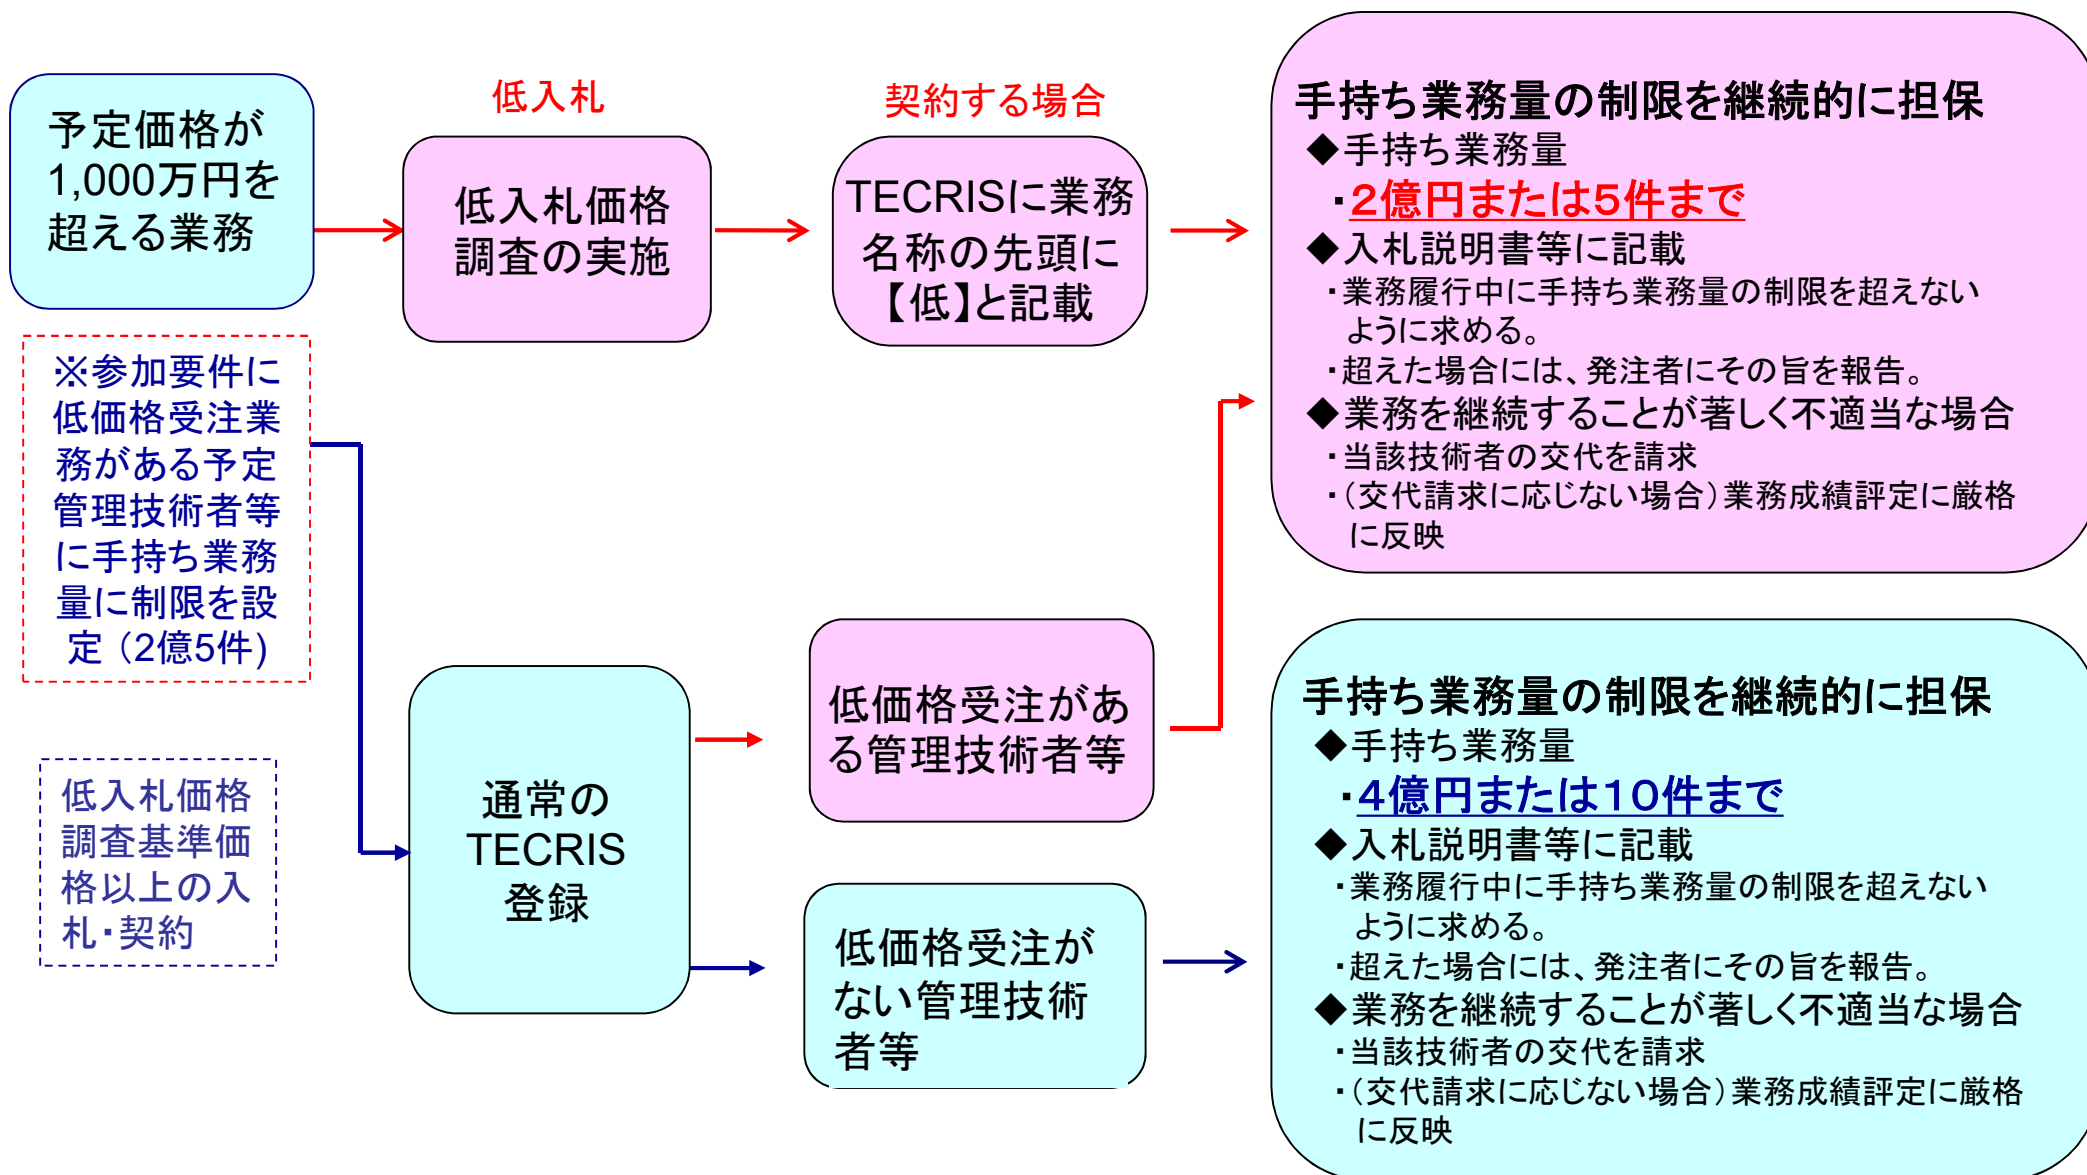 予定価格が
1,000万円を
超える業務
低入札
低入札価格
調査の実施
契約する場合
TECRISに業務
名称の先頭に
【低】と記載
手持ち業務量の制限を継続的に担保
◆手持ち業務量
・２億円または５件まで
◆入札説明書等に記載
・業務履行中に手持ち業務量の制限を超えない
ように求める。
・超えた場合には、発注者にその旨を報告。
◆業務を継続することが著しく不適当な場合
・当該技術者の交代を請求
・（交代請求に応じない場合）業務成績評定に厳格
に反映
※参加要件に
低価格受注業
務がある予定
管理技術者等
に手持ち業務
量に制限を設
定（2億5件)
低入札価格
調査基準価
格以上の入
札・契約
通常の
TECRIS
登録
低価格受注があ
る管理技術者等
低価格受注が
ない管理技術
者等
手持ち業務量の制限を継続的に担保
◆手持ち業務量
・４億円または１０件まで
◆入札説明書等に記載
・業務履行中に手持ち業務量の制限を超えない
ように求める。
・超えた場合には、発注者にその旨を報告。
◆業務を継続することが著しく不適当な場合
・当該技術者の交代を請求
・（交代請求に応じない場合）業務成績評定に厳格
に反映